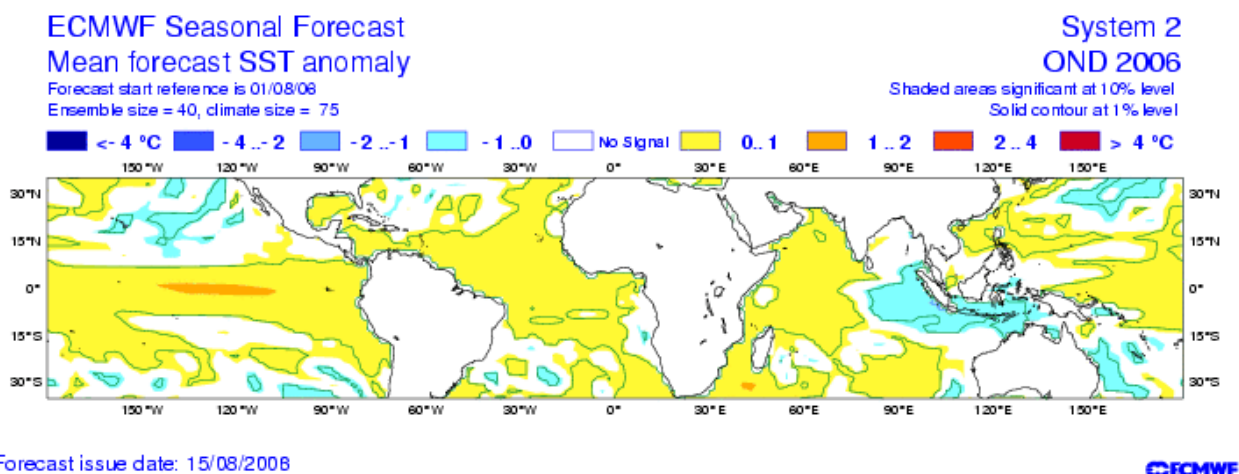 ECMWF Seasonal Forecast
System 2
Mean forecast SST anomaly
OND 2006
Forecast start reference is 01/08/06
Shaded areas significant at 10% level
Ensemble size = 40, climate size = 75
Solid contour at 1% level
<- 4 °C - 4 ..- 2 - 2 ..- 1 - 1 ..0 No Signal 0.. 1 1 .. 2 2 .. 4 > 4 °C
150°W 120°W 90°W 60°W 30°W 0° 30°E 60°E 90°E 120°E 150°E
30°N 30°N
15°N 15°N
0° 0°
15°S 15°S
30°S 30°S
150°W 120°W 90°W 60°W 30°W 0° 30°E 60°E 90°E 120°E 150°E
Forecast issue date: 15/08/2006
ECMWF